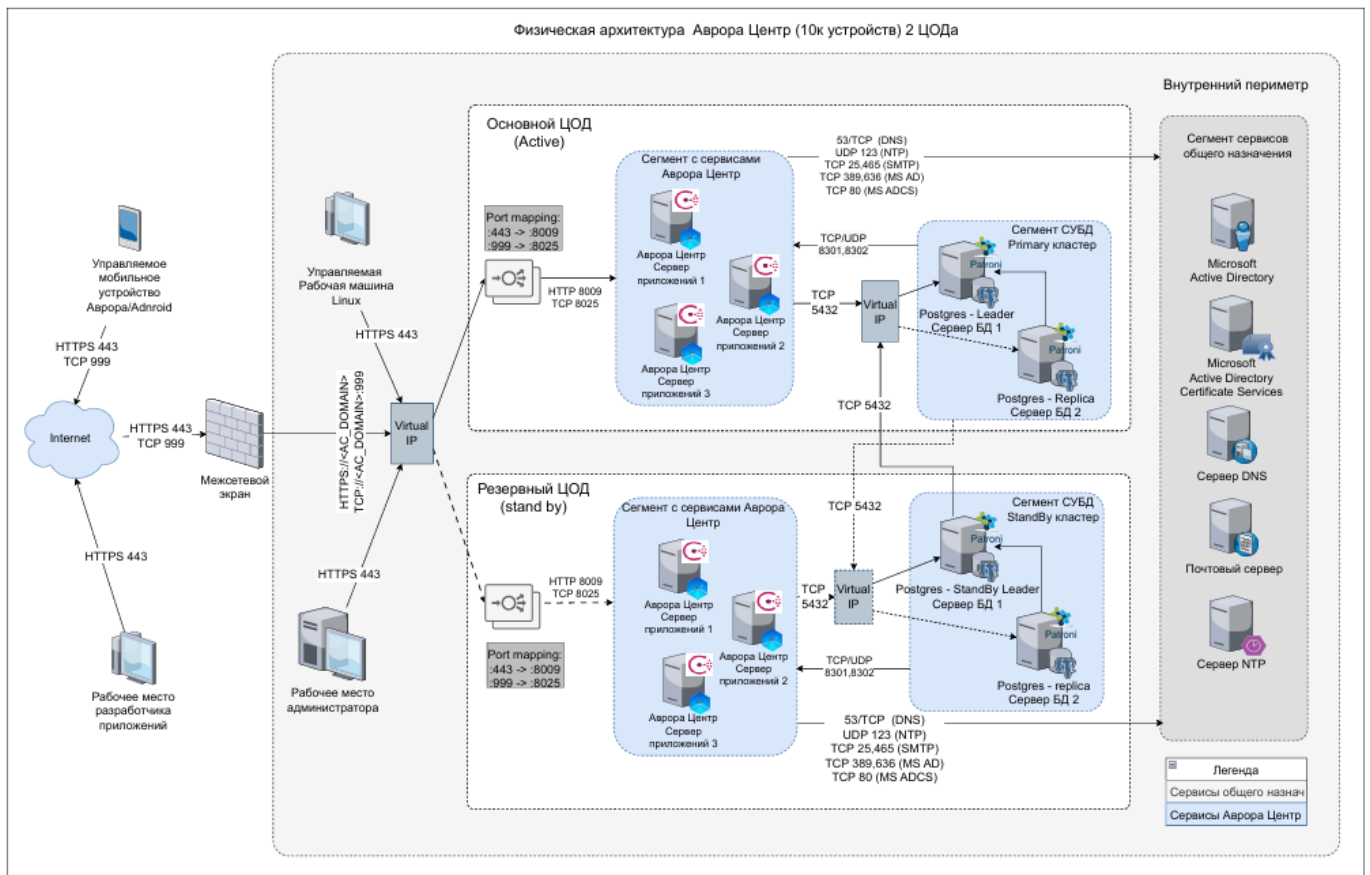 Физическая архитектура Аврора Центр (10к устройств) 2 ЦОДа
Внутренний периметр
Управляемое
мобильное
устройство
Аврора/Adnroid
HTTPS 443
TCP 999
Internet
HTTPS 443
TCP 999
HTTPS 443
Рабочее место
разработчика
приложений
Межсетевой
экран
Управляемая
Рабочая машина
Linux
HTTPS 443
HTTPS://<AC_DOMAIN>
TCP://<AC_DOMAIN>:999
Virtual
IP
HTTPS 443
Рабочее место
администратора
Основной ЦОД
(Active)
Port mapping:
:443 -> :8009
:999 -> :8025
HTTP 8009
TCP 8025
Сегмент с сервисами
Аврора Центр
Аврора Центр
Сервер
приложений 1
Аврора Центр
Сервер
приложений 2
Аврора Центр
Сервер
приложений 3
53/TCP (DNS)
UDP 123 (NTP)
TCP 25,465 (SMTP)
TCP 389,636 (MS AD)
TCP 80 (MS ADCS)
TCP/UDP
8301,8302
TCP
5432
Virtual
IP
Сегмент СУБД
Primary кластер
Patroni
Postgres - Leader
Сервер БД 1
Patroni
Postgres - Replica
Сервер БД 2
TCP 5432
TCP 5432
Резервный ЦОД
(stand by)
HTTP 8009
TCP 8025
Port mapping:
:443 -> :8009
:999 -> :8025
Сегмент с сервисами Аврора
Центр
Аврора Центр
Сервер
приложений 1
Аврора Центр
Сервер
приложений 2
Аврора Центр
Сервер
приложений 3
TCP
5432
Virtual
IP
TCP/UDP
8301,8302
Сегмент СУБД
StandBy кластер
Patroni
Postgres - StandBy Leader
Сервер БД 1
Patroni
Postgres - replica
Сервер БД 2
53/TCP (DNS)
UDP 123 (NTP)
TCP 25,465 (SMTP)
TCP 389,636 (MS AD)
TCP 80 (MS ADCS)
Сегмент сервисов
общего назначения
Microsoft
Active Directory
Microsoft
Active Directory
Certificate Services
Сервер DNS
Почтовый сервер
Сервер NTP
Легенда
Сервисы общего назнач
Сервисы Аврора Центр